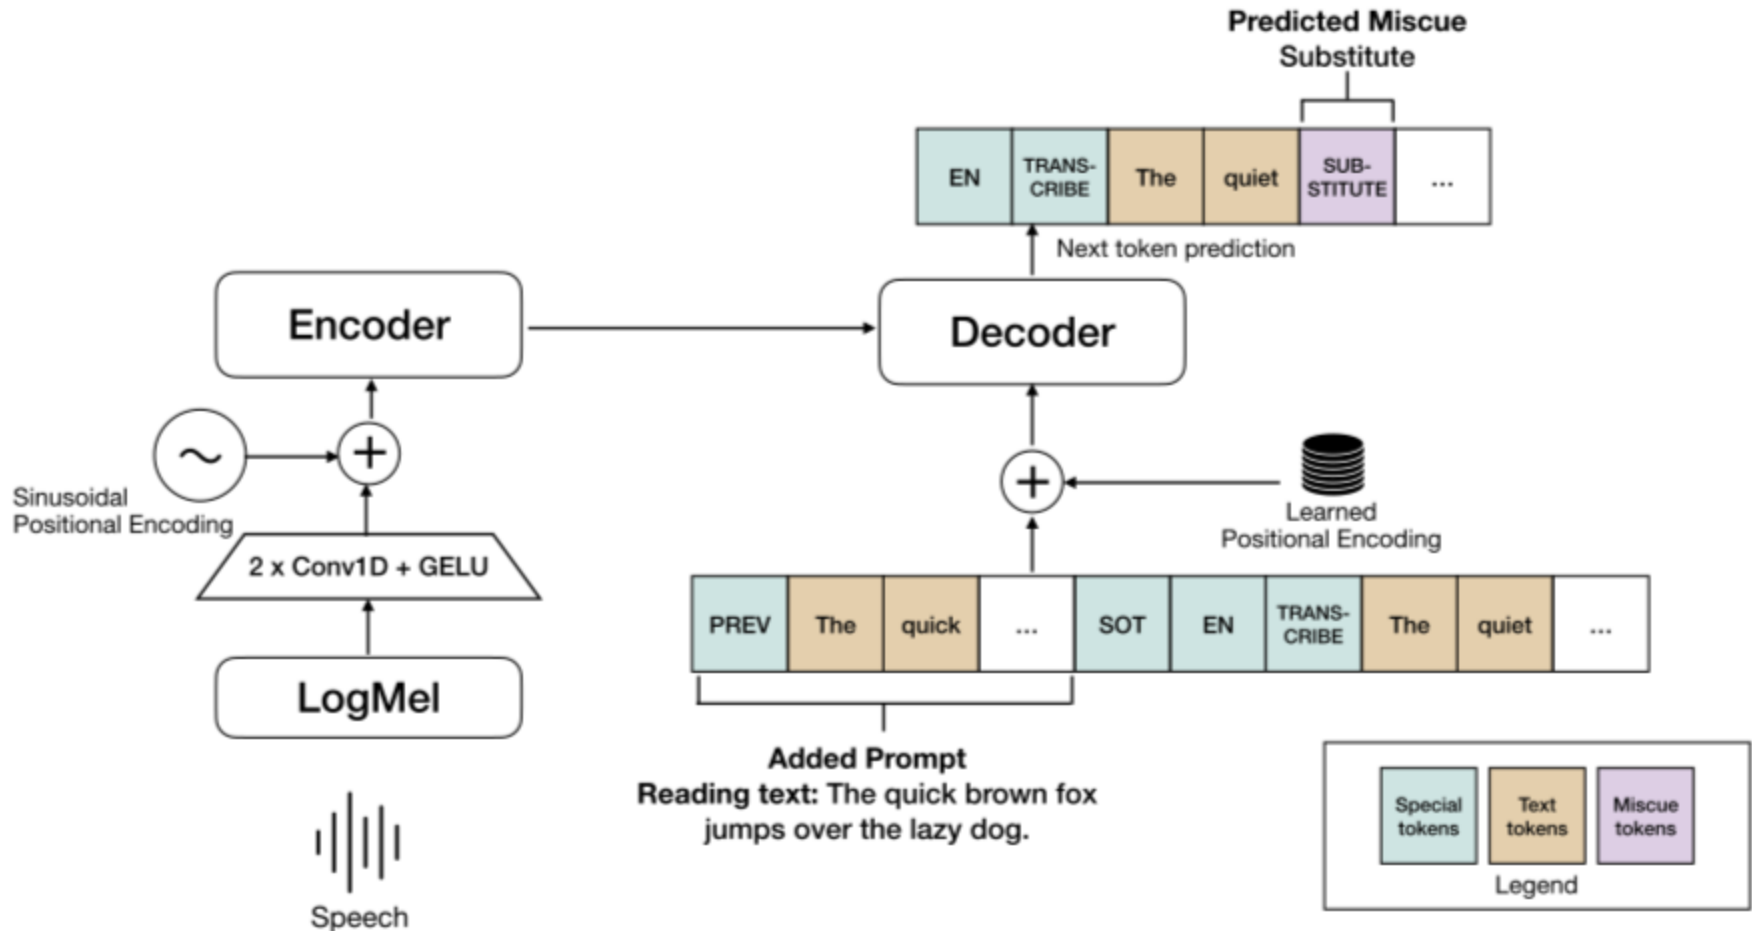 Predicted Miscue
Substitute
EN
TRANS-
CRIBE
The
quiet
SUB-
STITUTE
...
Next token prediction
Encoder
Decoder
Sinusoidal
Positional Encoding
Learned
Positional Encoding
2 x Conv1D + GELU
PREV
The
quick
...
SOT
EN
TRANS-
CRIBE
The
quiet
...
LogMel
Added Prompt
Reading text: The quick brown fox
jumps over the lazy dog.
Speech
Special
tokens
Text
tokens
Miscue
tokens
Legend